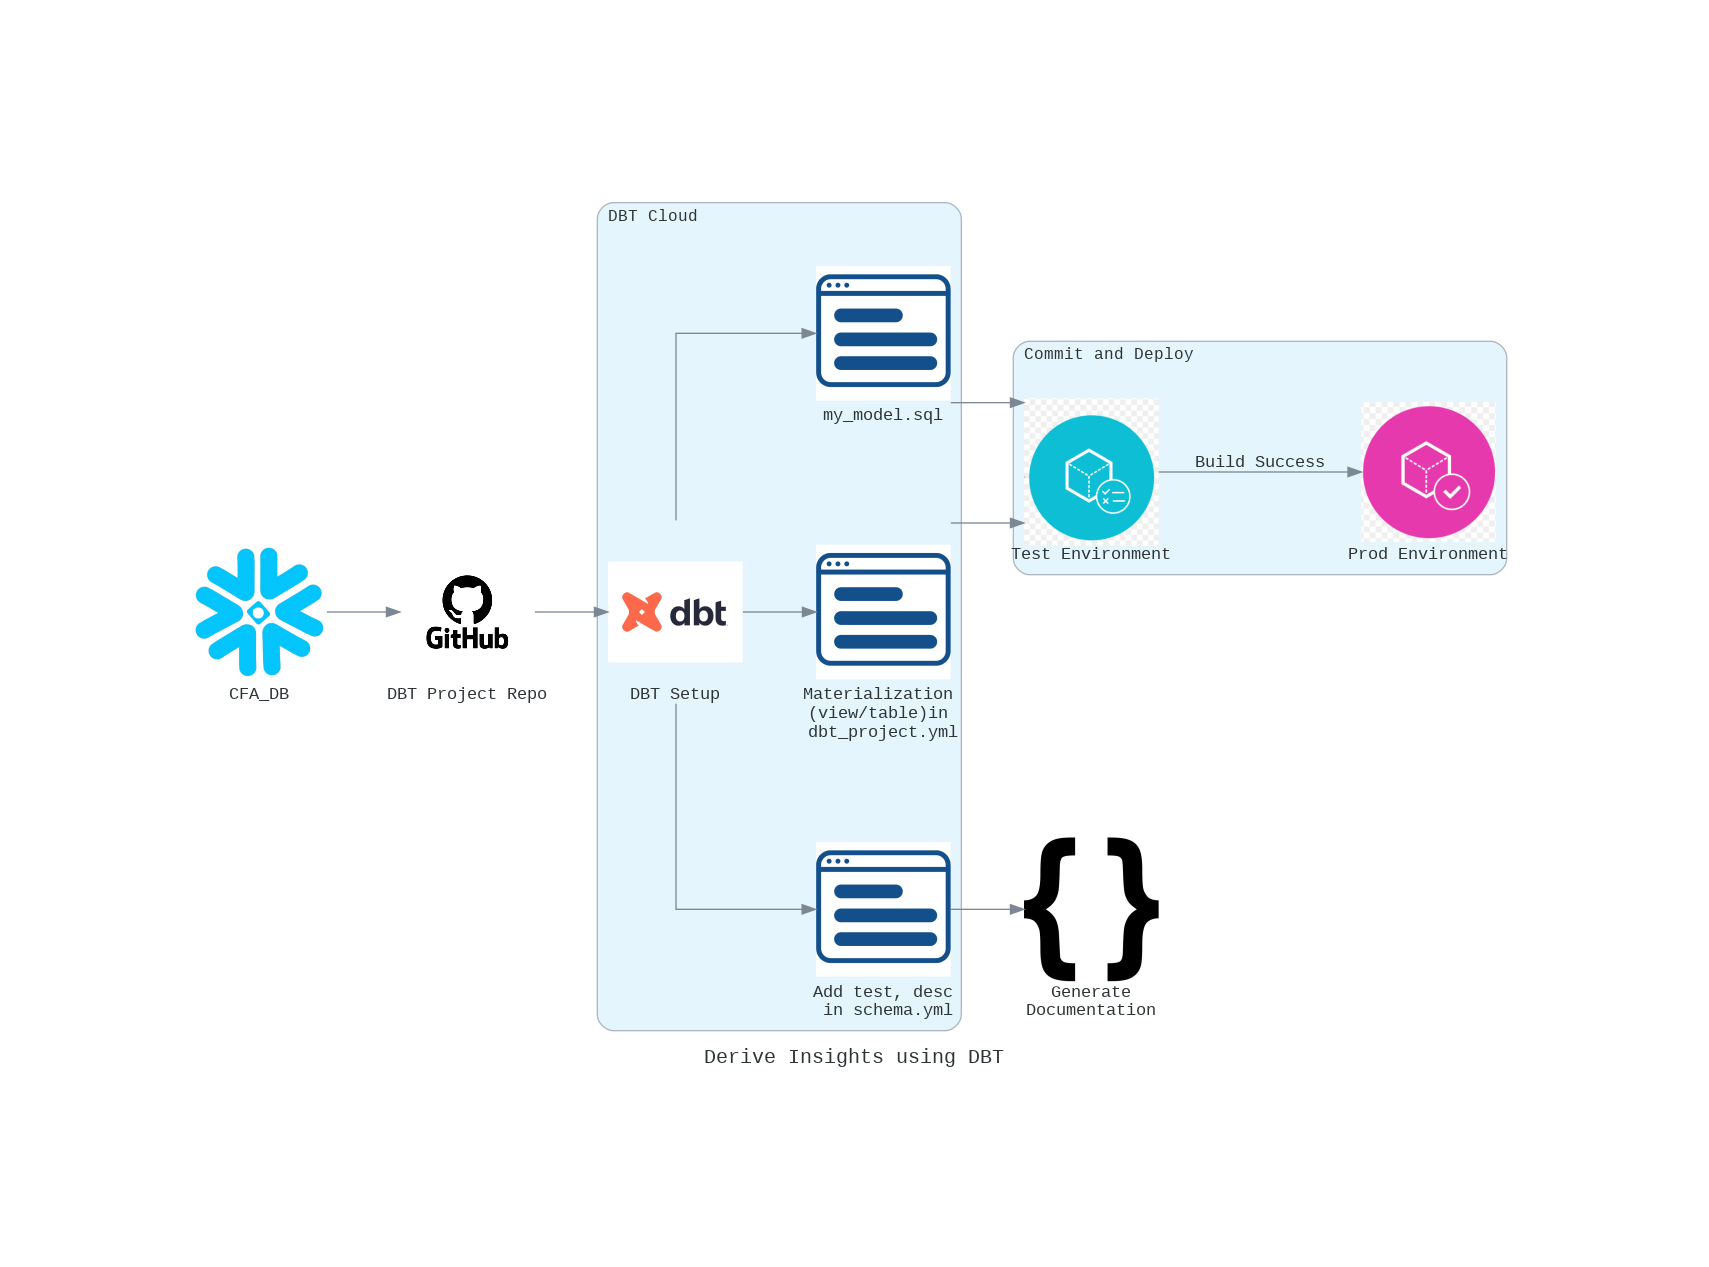 DBT Cloud
my_model.sql
Commit and Deploy
Build Success
Test Environment
Prod Environment
GitHub
dbt
CFA_DB
DBT Project Repo
DBT Setup
Materialization
(view/table)in
dbt_project.yml
Add test, desc
in schema.yml
{ }
Generate
Documentation
Derive Insights using DBT